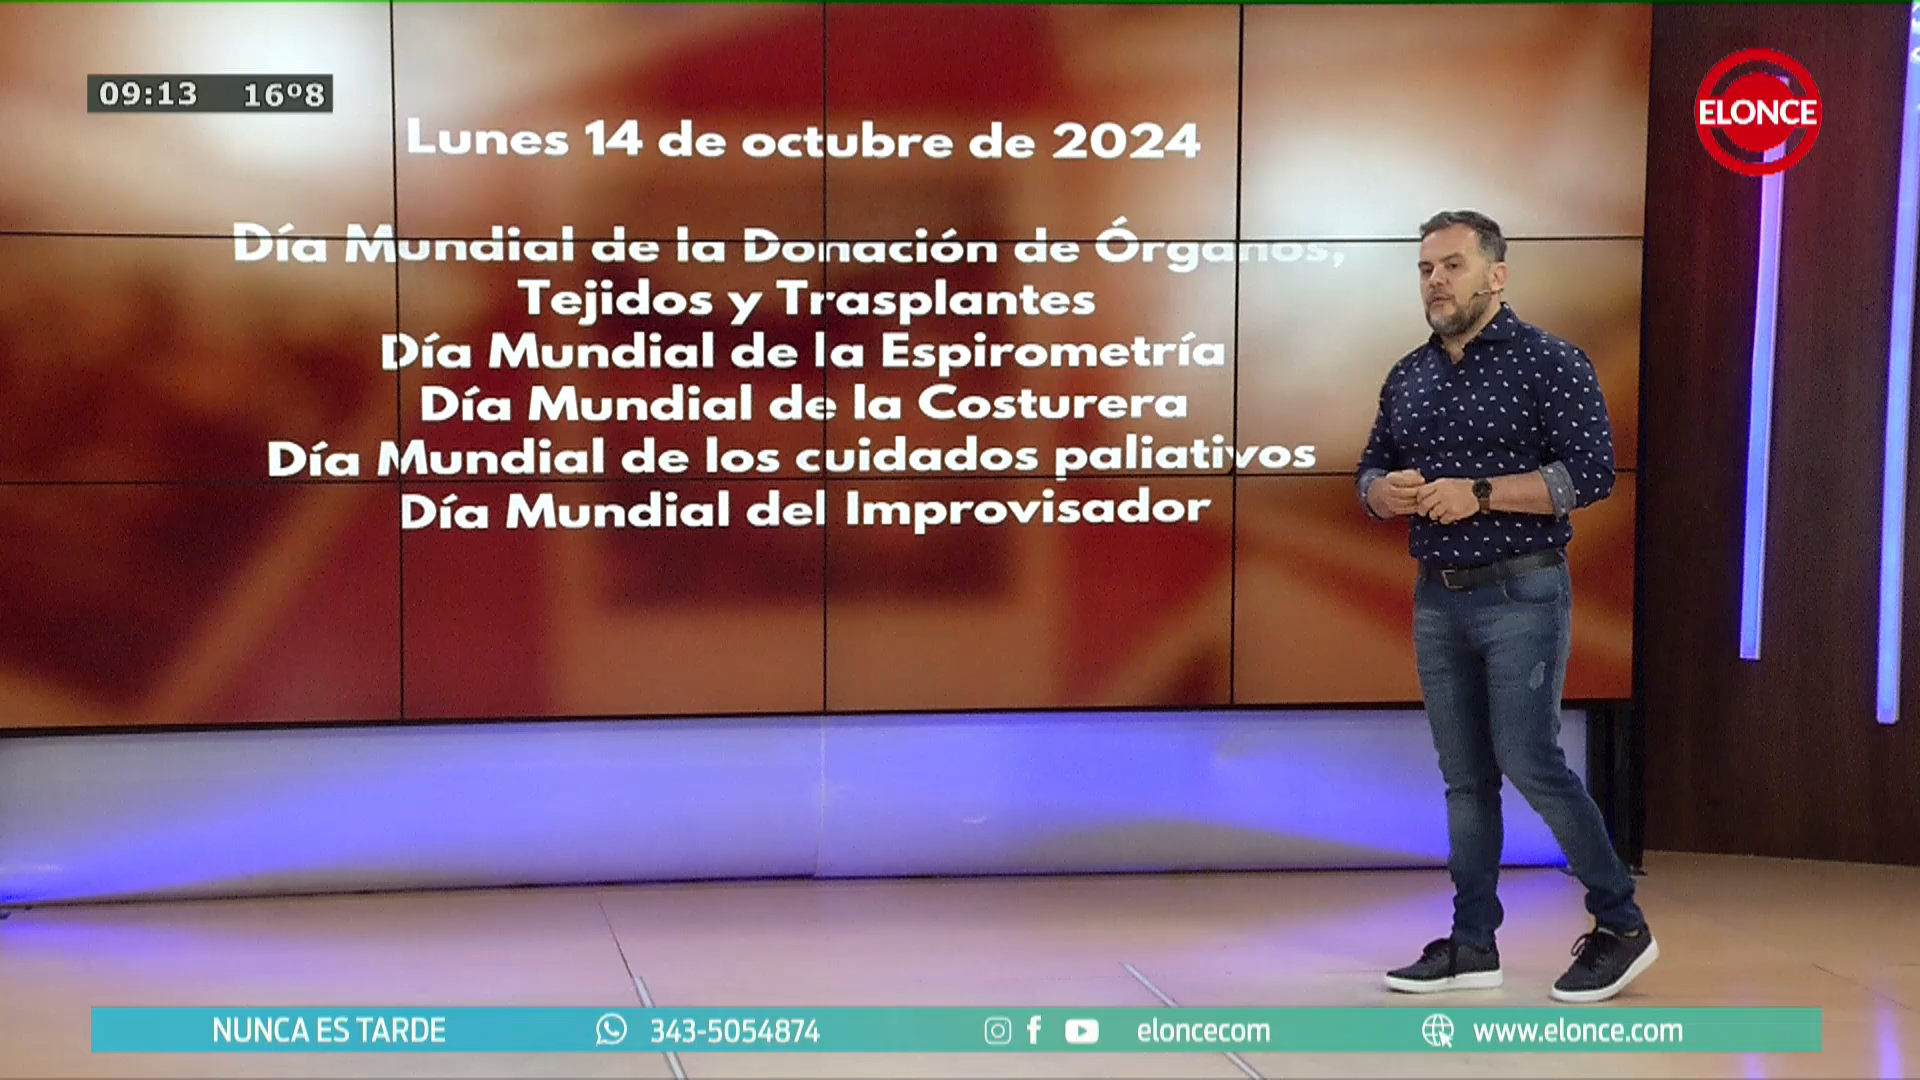 09:13 16º8
ELONCE
Lunes 14 de octubre de 2024
Día Mundial de la Donación de Órganos,
Tejidos y Trasplantes
Día Mundial de la Espirometría
Día Mundial de la Costurera
Día Mundial de los cuidados paliativos
Día Mundial del Improvisador
NUNCA ES TARDE 343-5054874 eloncecom www.elonce.com